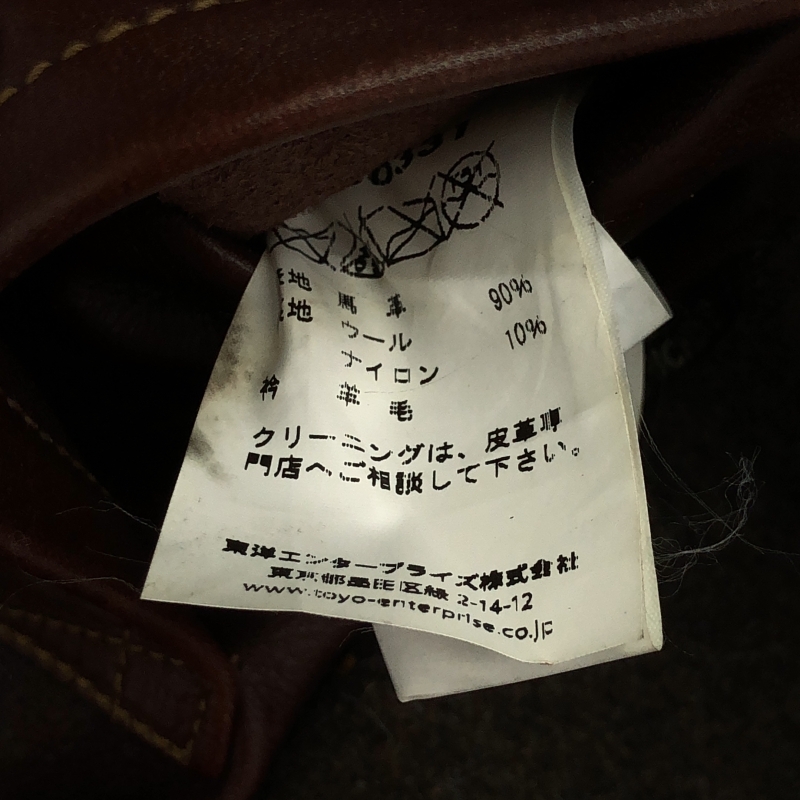 地 馬革
地 ウール 90%
ナイロン 10%
衿 羊毛
クリーニングは、皮革専
門店へご相談して下さい。
東洋エンタープライズ株式会社
東京都墨田区緑 2-14-12
www.toyo-enterprise.co.jp